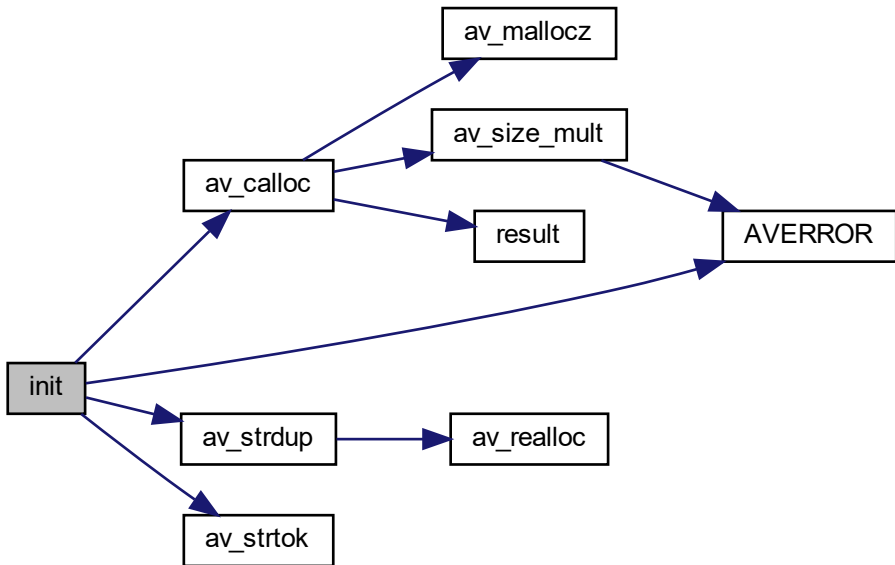 av_mallocz
av_size_mult
av_calloc
result
AVERROR
init
av_strdup
av_realloc
av_strtok